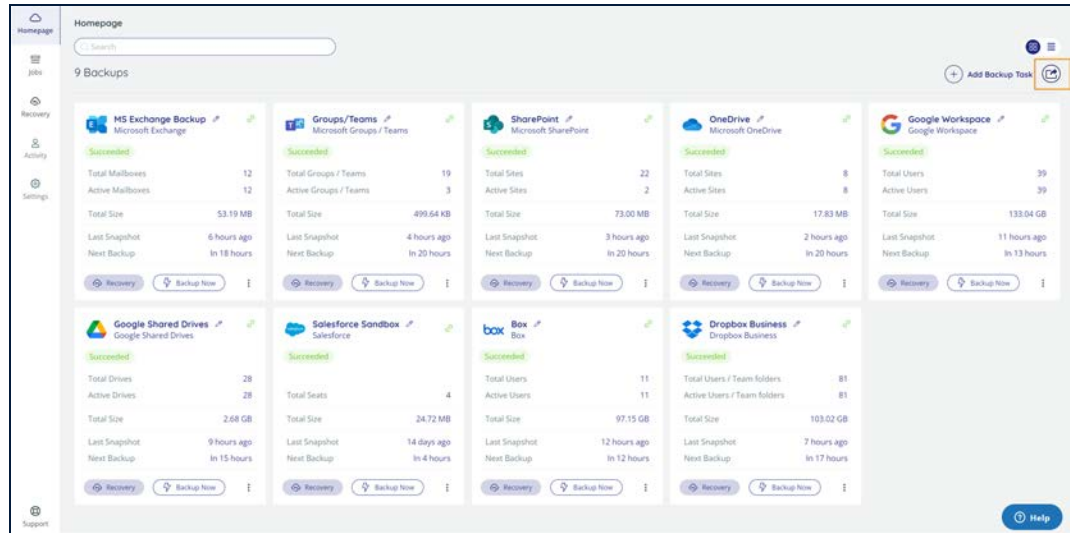 Homepage
Jobs
Recovery
Activity
Settings
Support
Homepage
Search
9 Backups
Add Backup Task
MS Exchange Backup
Microsoft Exchange
Succeeded
Total Mailboxes 12
Active Mailboxes 12
Total Size 53.19 MB
Last Snapshot 6 hours ago
Next Backup In 18 hours
Recovery Backup Now
Groups/Teams
Microsoft Groups / Teams
Succeeded
Total Groups / Teams 19
Active Groups / Teams 3
Total Size 499.64 KB
Last Snapshot 4 hours ago
Next Backup In 20 hours
Recovery Backup Now
SharePoint
Microsoft SharePoint
Succeeded
Total Sites 22
Active Sites 2
Total Size 73.00 MB
Last Snapshot 3 hours ago
Next Backup In 20 hours
Recovery Backup Now
OneDrive
Microsoft OneDrive
Succeeded
Total Sites 8
Active Sites 8
Total Size 17.83 MB
Last Snapshot 2 hours ago
Next Backup In 20 hours
Recovery Backup Now
Google Workspace
Google Workspace
Succeeded
Total Users 39
Active Users 39
Total Size 133.04 GB
Last Snapshot 11 hours ago
Next Backup In 13 hours
Recovery Backup Now
Google Shared Drives
Google Shared Drives
Succeeded
Total Drives 28
Active Drives 28
Total Size 2.68 GB
Last Snapshot 9 hours ago
Next Backup In 15 hours
Recovery Backup Now
Salesforce Sandbox
Salesforce
Succeeded
Total Seats 4
Total Size 24.72 MB
Last Snapshot 14 days ago
Next Backup In 4 hours
Recovery Backup Now
box
Box
Box
Succeeded
Total Users 11
Active Users 11
Total Size 97.15 GB
Last Snapshot 12 hours ago
Next Backup In 12 hours
Recovery Backup Now
Dropbox Business
Dropbox Business
Succeeded
Total Users / Team folders 81
Active Users / Team folders 81
Total Size 103.02 GB
Last Snapshot 7 hours ago
Next Backup In 17 hours
Recovery Backup Now
Help